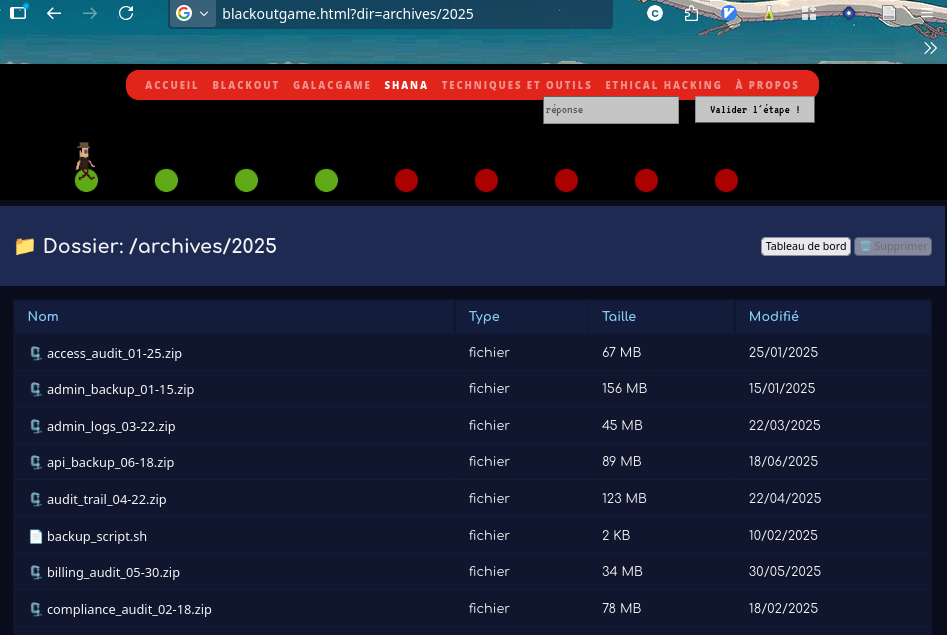 blackoutgame.html?dir=archives/2025
ACCUEIL BLACKOUT GALACGAME SHANA TECHNIQUES ET OUTILS ETHICAL HACKING À PROPOS
réponse Valider l'étape !
Dossier: /archives/2025 Tableau de bord Supprimer
Nom Type Taille Modifié
access_audit_01-25.zip fichier 67 MB 25/01/2025
admin_backup_01-15.zip fichier 156 MB 15/01/2025
admin_logs_03-22.zip fichier 45 MB 22/03/2025
api_backup_06-18.zip fichier 89 MB 18/06/2025
audit_trail_04-22.zip fichier 123 MB 22/04/2025
backup_script.sh fichier 2 KB 10/02/2025
billing_audit_05-30.zip fichier 34 MB 30/05/2025
compliance_audit_02-18.zip fichier 78 MB 18/02/2025